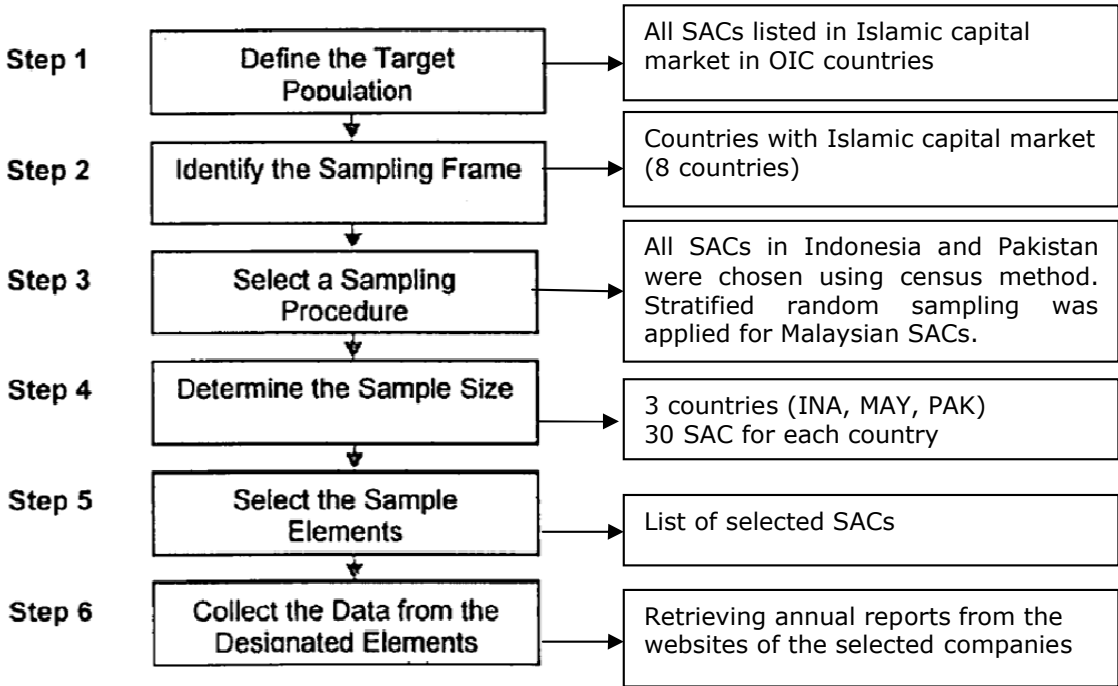 Step 1
Define the Target
Population
All SACs listed in Islamic capital
market in OIC countries
Step 2
Identify the Sampling Frame
Countries with Islamic capital market
(8 countries)
Step 3
Select a Sampling
Procedure
All SACs in Indonesia and Pakistan
were chosen using census method.
Stratified random sampling was
applied for Malaysian SACs.
Step 4
Determine the Sample Size
3 countries (INA, MAY, PAK)
30 SAC for each country
Step 5
Select the Sample
Elements
List of selected SACs
Step 6
Collect the Data from the
Designated Elements
Retrieving annual reports from the
websites of the selected companies